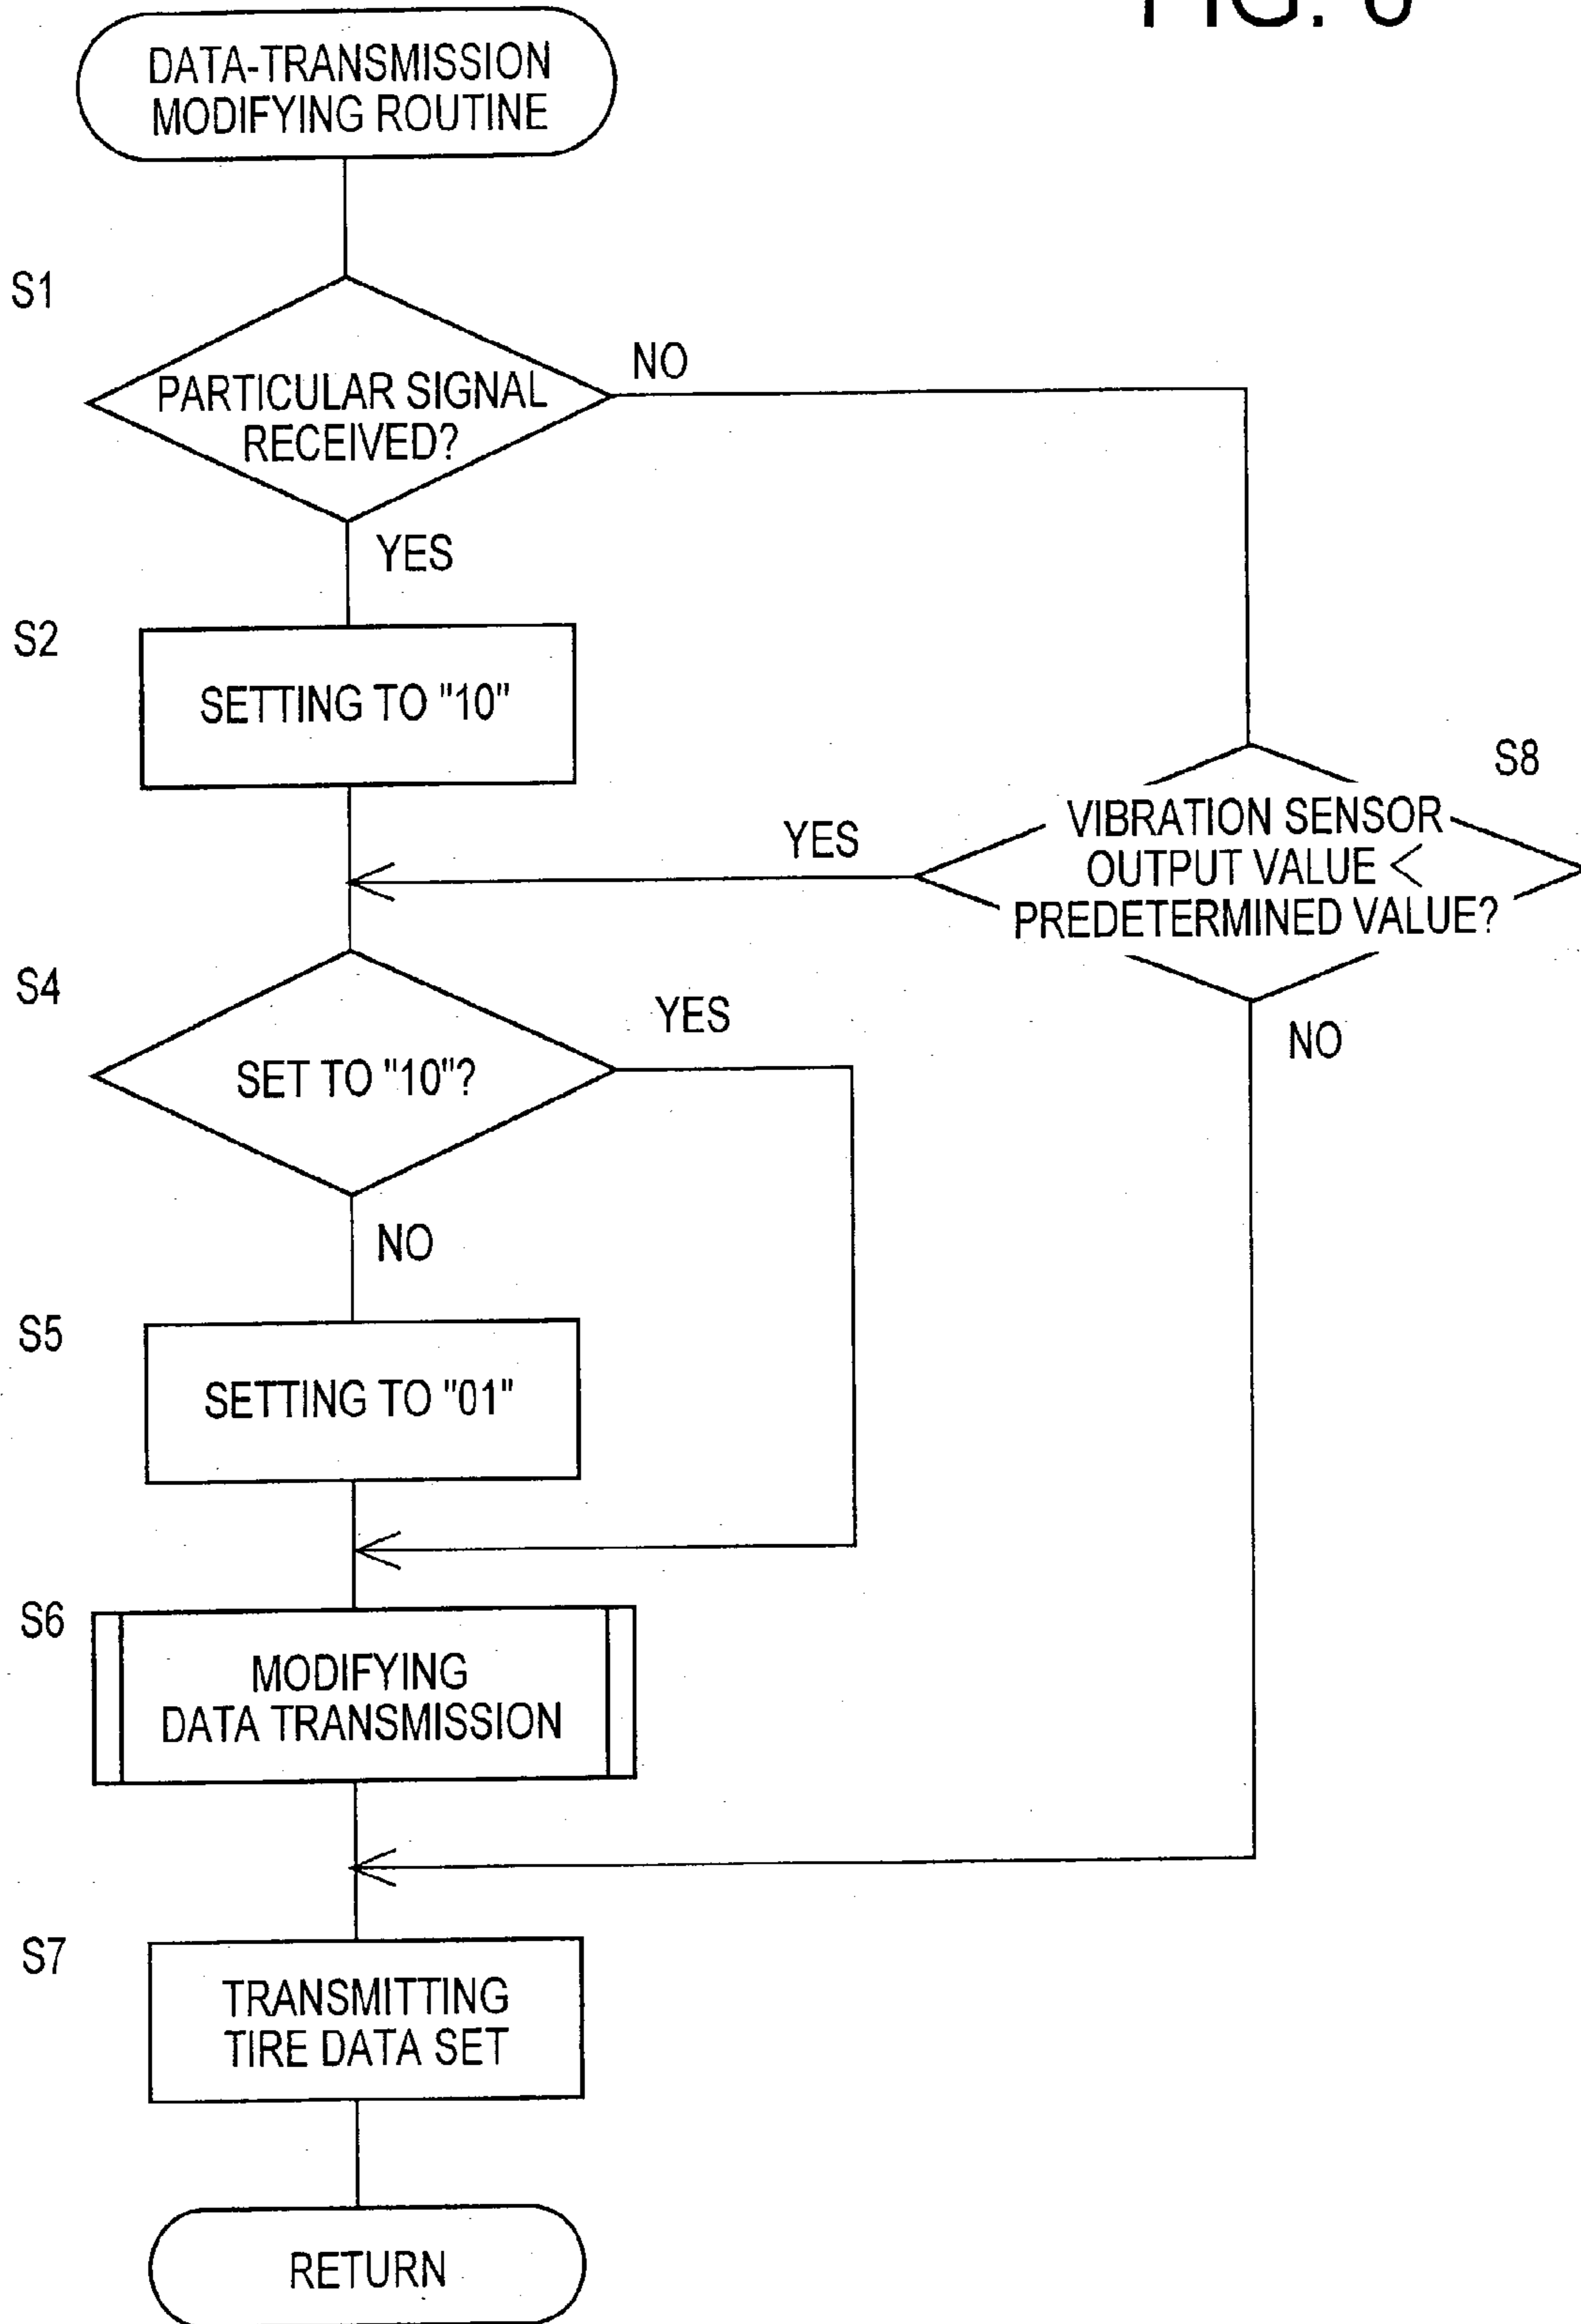 FIG.
DATA-TRANSMISSION
MODIFYING ROUTINE
S1
PARTICULAR SIGNAL
RECEIVED?
NO
YES
S2
SETTING TO "10"
S8
VIBRATION SENSOR
OUTPUT VALUE <
PREDETERMINED VALUE?
YES
NO
S4
SET TO "10"?
YES
NO
S5
SETTING TO "01"
S6
MODIFYING
DATA TRANSMISSION
S7
TRANSMITTING
TIRE DATA SET
RETURN